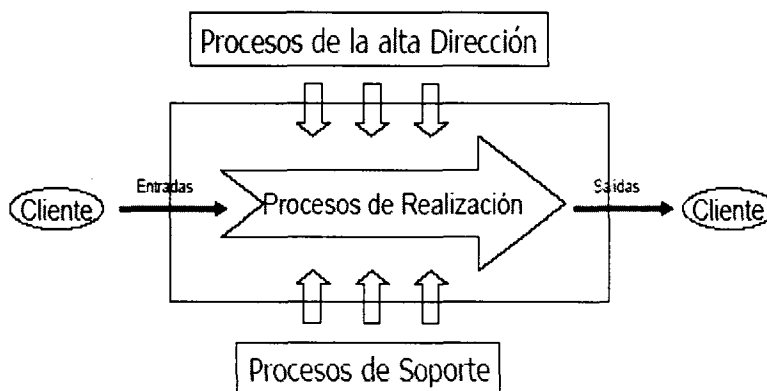 Procesos de la alta Dirección
Entradas
Salidas
Cliente
Procesos de Realización
Cliente
Procesos de Soporte